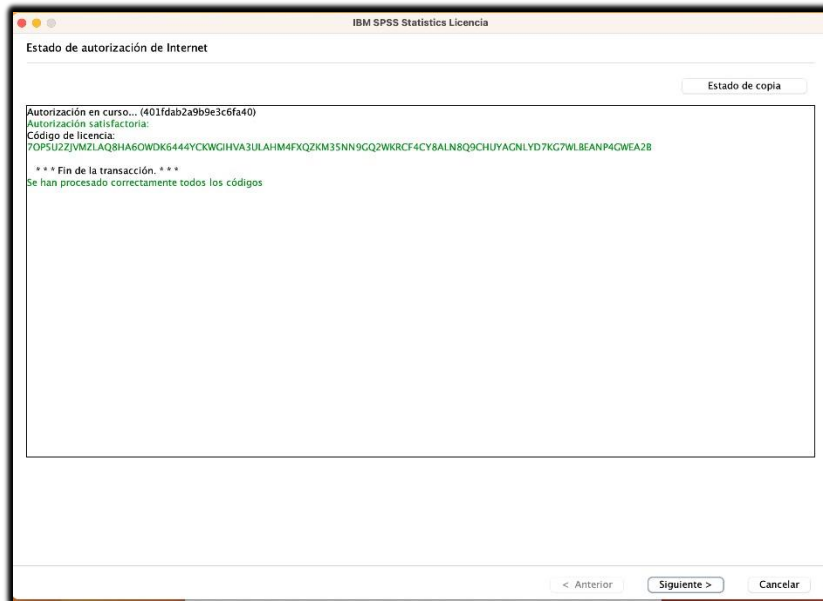 IBM SPSS Statistics Licencia
Estado de autorización de Internet
Estado de copia
Autorización en curso... (401fdab2a9b9e3c6fa40)
Autorización satisfactoria:
Código de licencia:
7OP5U2ZJVMZLAQ8HA6OWDK6444YCKWGIHVA3ULAHM4FXQZKM35NN9GQ2WKRCF4CY8ALN8Q9CHUYAGNLYD7KG7WLBEANP4GWEA2B
* * * Fin de la transacción. * * *
Se han procesado correctamente todos los códigos
< Anterior
Siguiente >
Cancelar